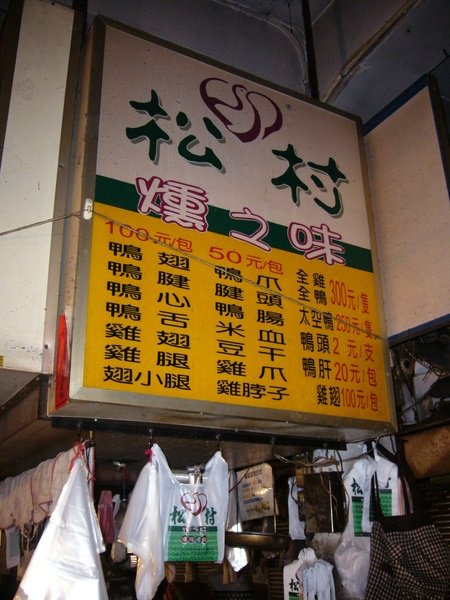 松村
燻之味
100元/包
鴨翅
鴨腱
鴨心
鴨舌
雞翅
雞腿
翅小腿
50元/包
鴨爪
腱頭
鴨腸
米血
豆干
雞爪
雞脖子
全雞
全鴨
300元/隻
太空鴨250元/隻
鴨頭2元/支
鴨肝20元/包
雞翅100元/包
松村
松村